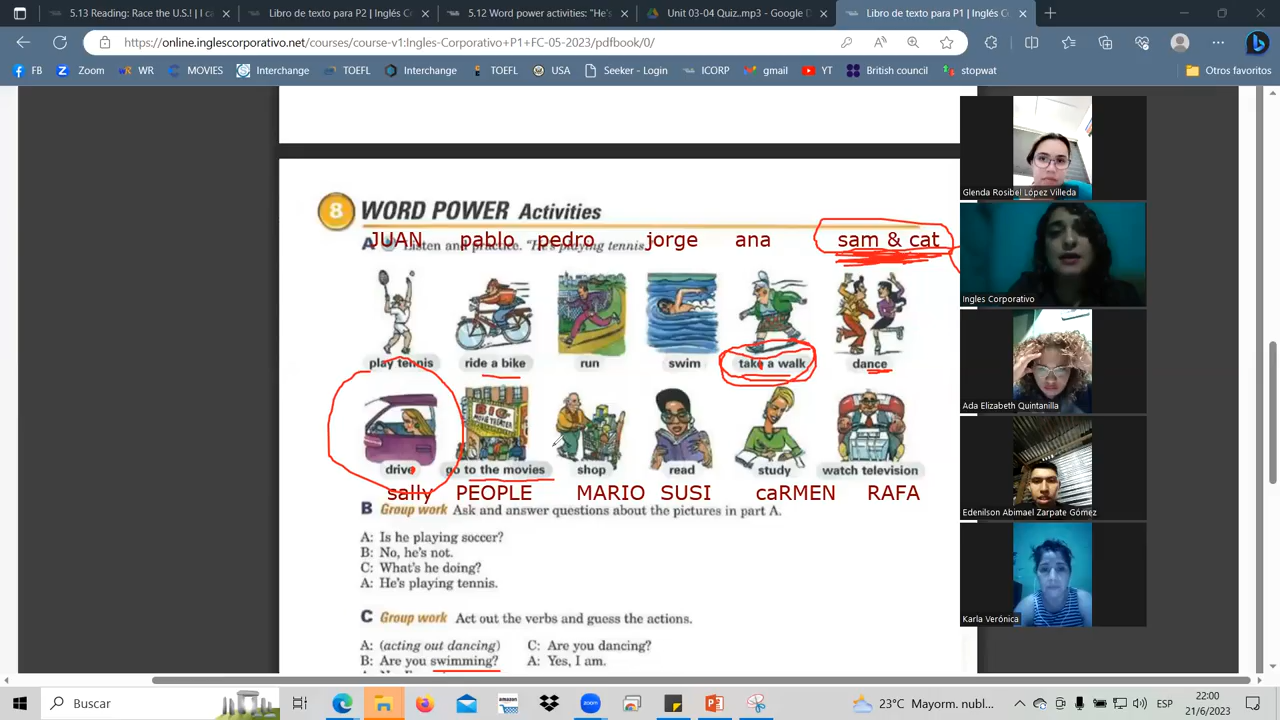 5.13 Racing: Race the U.S.! | I ca
Libro de texto para P2 | Inglés C
5.12 Word power activities: "He's
Unit 03-04 Quiz..mp3 - Google D
Libro de texto para P1 | Inglés C
https://online.inglescorporativo.net/courses/course-v1:Ingles-Corporativo+P1+FC-05-2023/pdfbook/0/
FB Zoom WR MOVIES Interchange TOEFL Interchange TOEFL USA Seeker - Login ICORP gmail YT British council stopwat Otros favoritos
8 WORD POWER Activities
JUAN pablo pedro jorge ana sam & cat
A Listen and practice. "He's playing tennis."
play tennis ride a bike run swim take a walk dance
BIG
MOVIE THEATER
drive go to the movies shop read study watch television
sally PEOPLE MARIO SUSI caRMEN RAFA
B Group work Ask and answer questions about the pictures in part A.
A: Is he playing soccer?
B: No, he's not.
C: What's he doing?
A: He's playing tennis.
C Group work Act out the verbs and guess the actions.
A: (acting out dancing) C: Are you dancing?
B: Are you swimming? A: Yes, I am.
Glenda Rosibel López Villeda
Ingles Corporativo
Ada Elizabeth Quintanilla
Edenilson Abimael Zarpate Gómez
Karla Verónica
Buscar
amazon
23°C Mayorm. nubl...
ESP
22:00
21/6/2023